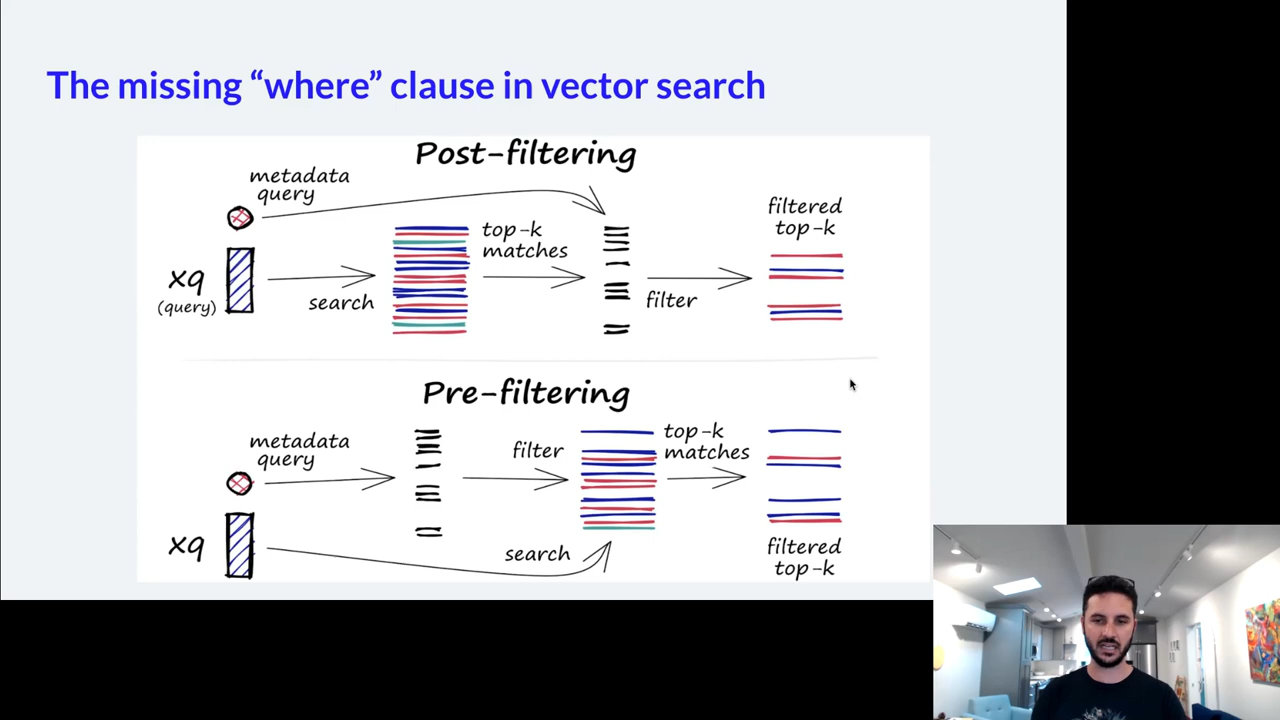 The missing “where” clause in vector search
Post-filtering
metadata
query
xq
(query)
search
top-k
matches
filter
filtered
top-k
Pre-filtering
metadata
query
xq
filter
search
top-k
matches
filtered
top-k